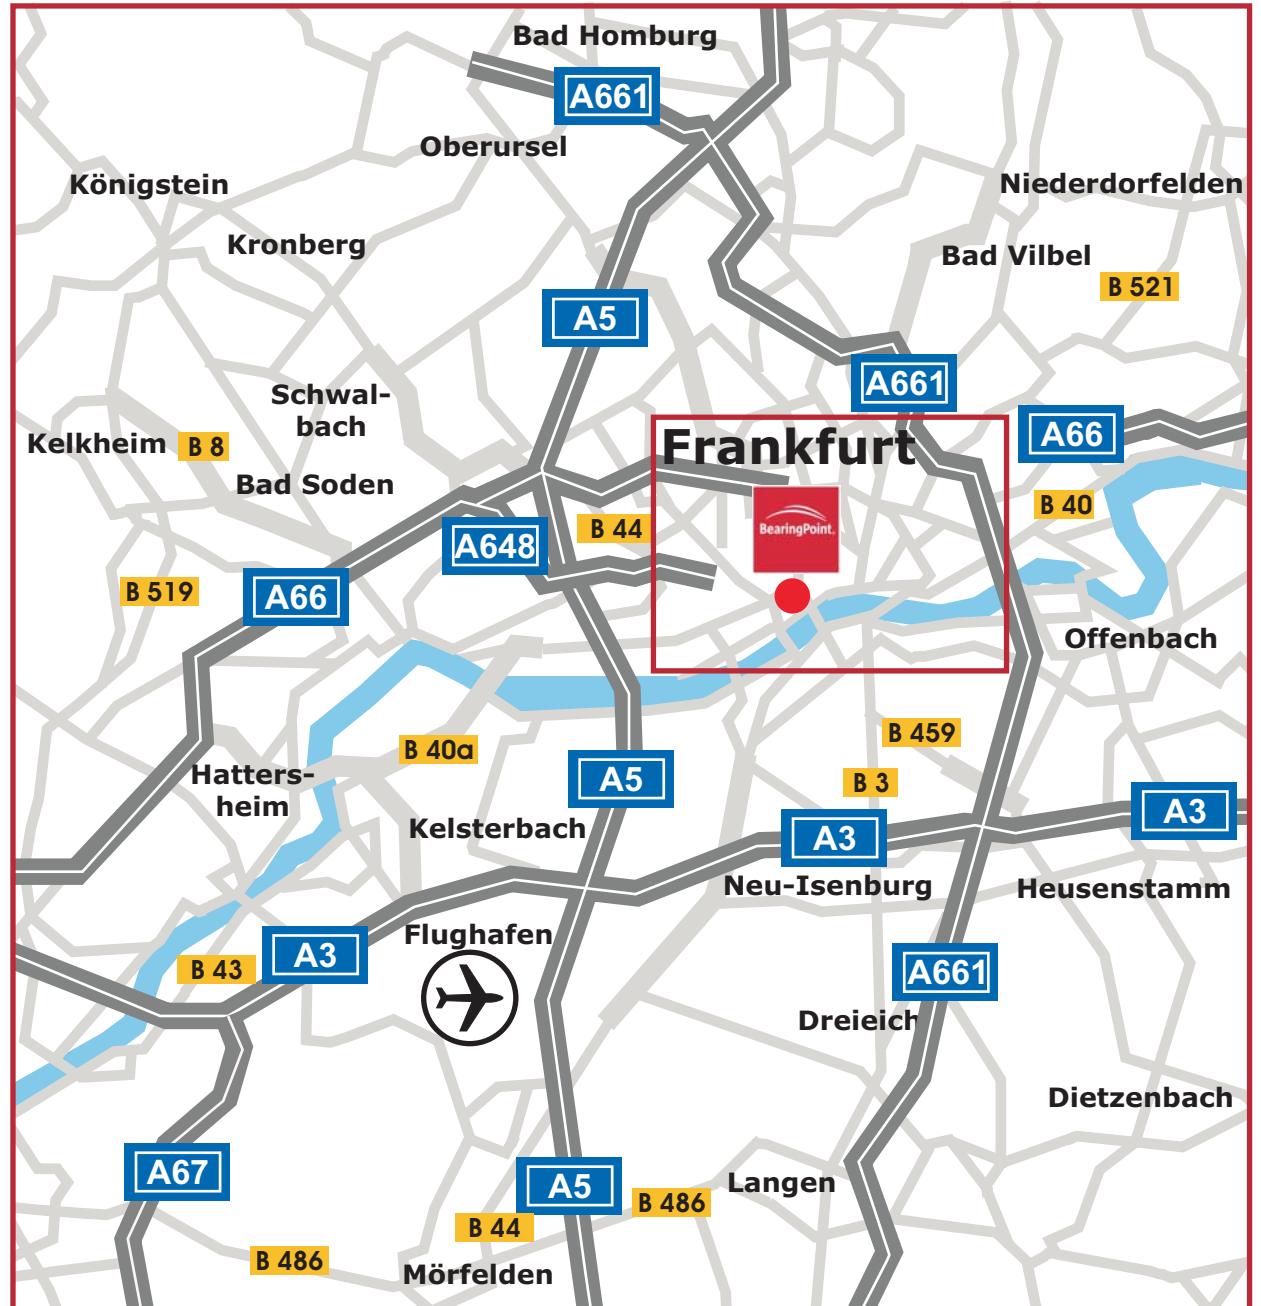 Bad Homburg
A661
Oberursel
Königstein
Niederdorfelden
Kronberg
Bad Vilbel
B 521
A5
A661
Schwal-
bach
A66
Kelkheim
B 8
Frankfurt
Bad Soden
B 40
B 44
BearingPoint.
A648
B 519
A66
Offenbach
B 459
B 40a
Hatters-
heim
A5
B 3
A3
Kelsterbach
A3
Neu-Isenburg
Heusenstamm
Flughafen
A3
B 43
A661
Dreieich
Dietzenbach
A67
A5
Langen
B 486
B 44
B 486
Mörfelden